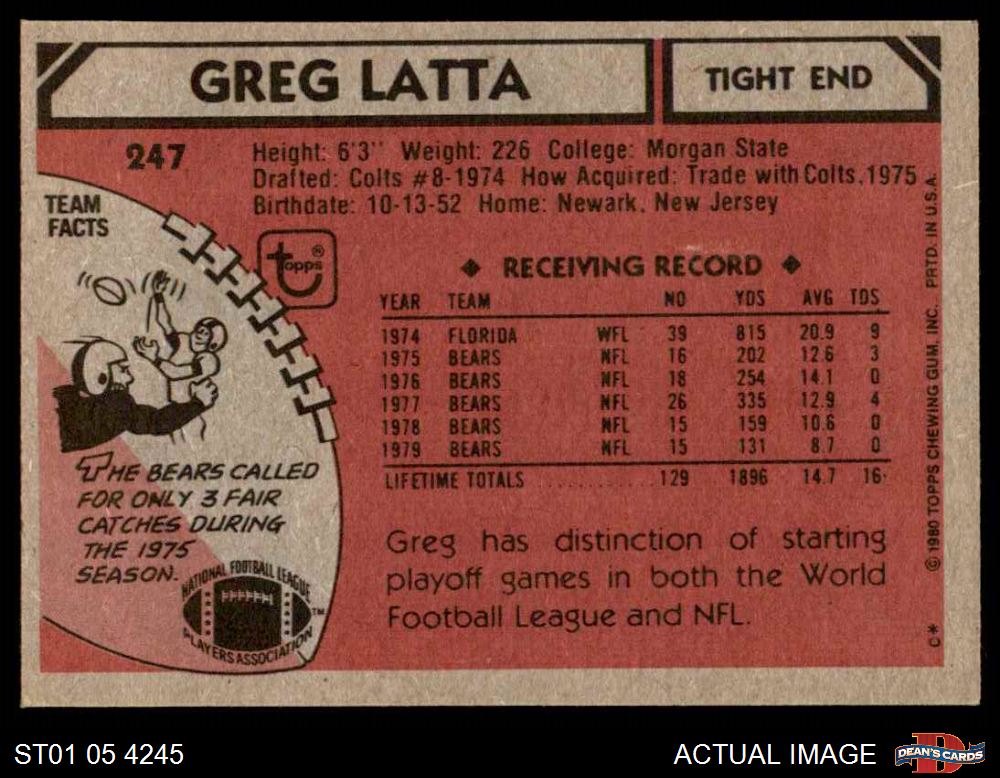 GREG LATTA
TIGHT END
247
Height: 6'3" Weight: 226 College: Morgan State
Drafted: Colts #8-1974 How Acquired: Trade with Colts, 1975
Birthdate: 10-13-52 Home: Newark, New Jersey
TEAM
FACTS
topps®
◆ RECEIVING RECORD ◆
YEAR TEAM NO YDS AVG TDS
1974 FLORIDA WFL 39 815 20.9 9
1975 BEARS NFL 16 202 12.6 3
1976 BEARS NFL 18 254 14.1 0
1977 BEARS NFL 26 335 12.9 4
1978 BEARS NFL 15 159 10.6 0
1979 BEARS NFL 15 131 8.7 0
LIFETIME TOTALS ............ 129 1896 14.7 16
THE BEARS CALLED
FOR ONLY 3 FAIR
CATCHES DURING
THE 1975
SEASON.
NATIONAL FOOTBALL LEAGUE
PLAYERS ASSOCIATION
™
Greg has distinction of starting
playoff games in both the World
Football League and NFL.
© 1980 TOPPS CHEWING GUM, INC. PRTD. IN U.S.A.
C*
ST01 05 4245
ACTUAL IMAGE
D
DEAN'S CARDS